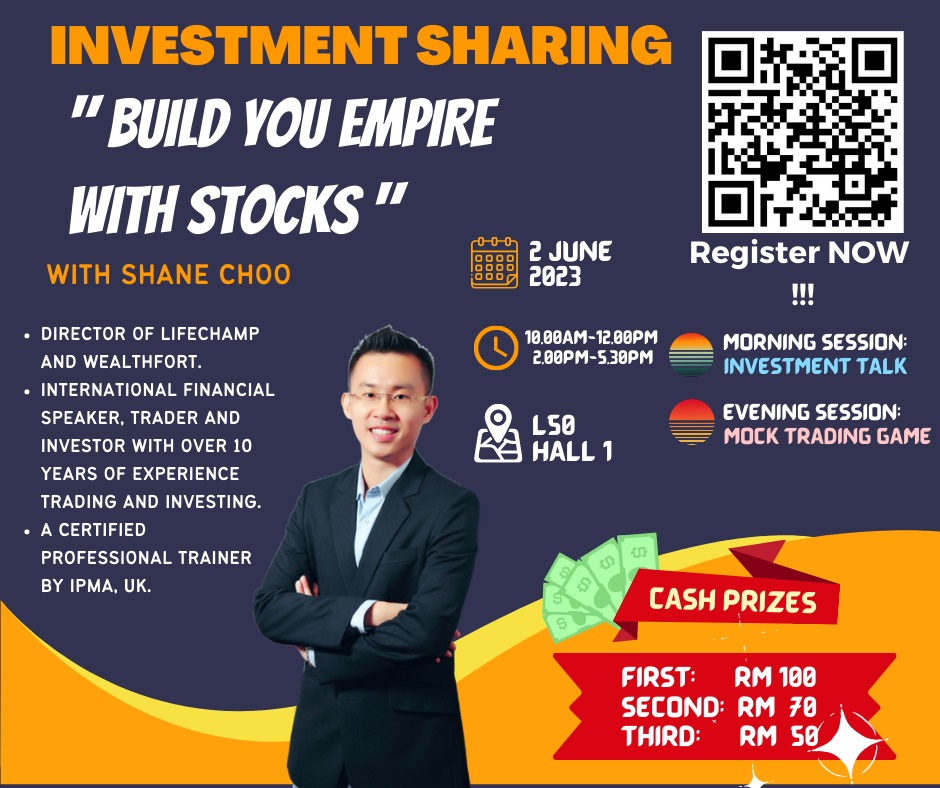 INVESTMENT SHARING
" BUILD YOU EMPIRE
WITH STOCKS "
WITH SHANE CHOO
Register NOW
!!!
2 JUNE
2023
10.00AM-12.00PM
2.00PM-5.30PM
MORNING SESSION:
INVESTMENT TALK
L50
HALL 1
EVENING SESSION:
MOCK TRADING GAME
• DIRECTOR OF LIFECHAMP
AND WEALTHFORT.
• INTERNATIONAL FINANCIAL
SPEAKER, TRADER AND
INVESTOR WITH OVER 10
YEARS OF EXPERIENCE
TRADING AND INVESTING.
• A CERTIFIED
PROFESSIONAL TRAINER
BY IPMA, UK.
CASH PRIZES
FIRST: RM 100
SECOND: RM 70
THIRD: RM 50